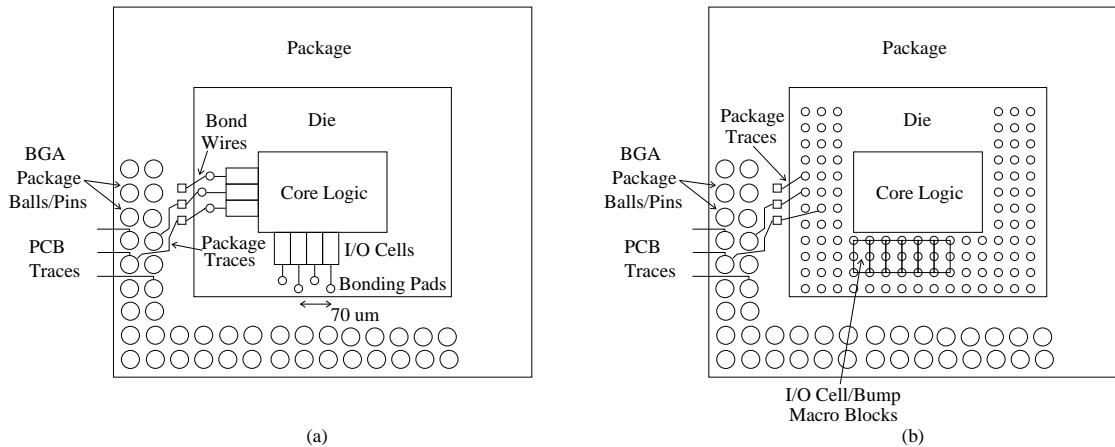 Package
Die
Bond
Wires
BGA
Package
Balls/Pins
Core Logic
PCB
Traces
Package
Traces
I/O Cells
Bonding Pads
70 um
(a)
Package
Die
Package
Traces
BGA
Package
Balls/Pins
Core Logic
PCB
Traces
I/O Cell/Bump
Macro Blocks
(b)